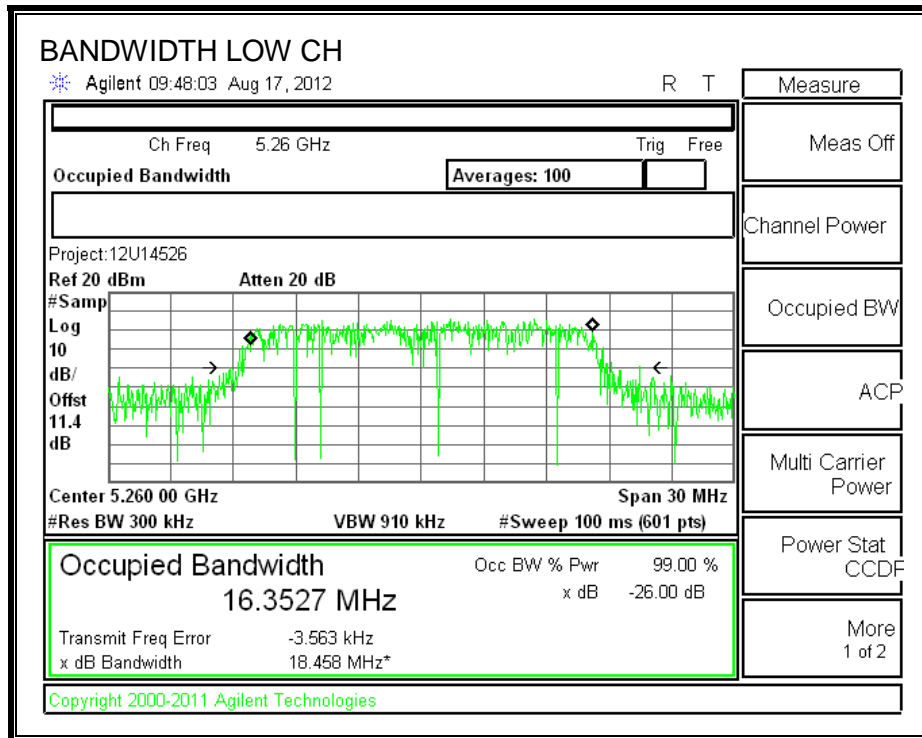 BANDWIDTH LOW CH
Agilent 09:48:03 Aug 17, 2012 R T
Measure
Ch Freq 5.26 GHz Trig Free
Meas Off
Occupied Bandwidth Averages: 100
Channel Power
Project:12U14526
Ref 20 dBm Atten 20 dB
#Samp
Log
10
dB/
Offst
11.4
dB
Occupied BW
ACP
Multi Carrier
Power
Center 5.260 00 GHz Span 30 MHz
#Res BW 300 kHz VBW 910 kHz #Sweep 100 ms (601 pts)
Power Stat
CCDF
Occupied Bandwidth Occ BW % Pwr 99.00 %
16.3527 MHz x dB -26.00 dB
Transmit Freq Error -3.563 kHz
x dB Bandwidth 18.458 MHz*
More
1 of 2
Copyright 2000-2011 Agilent Technologies